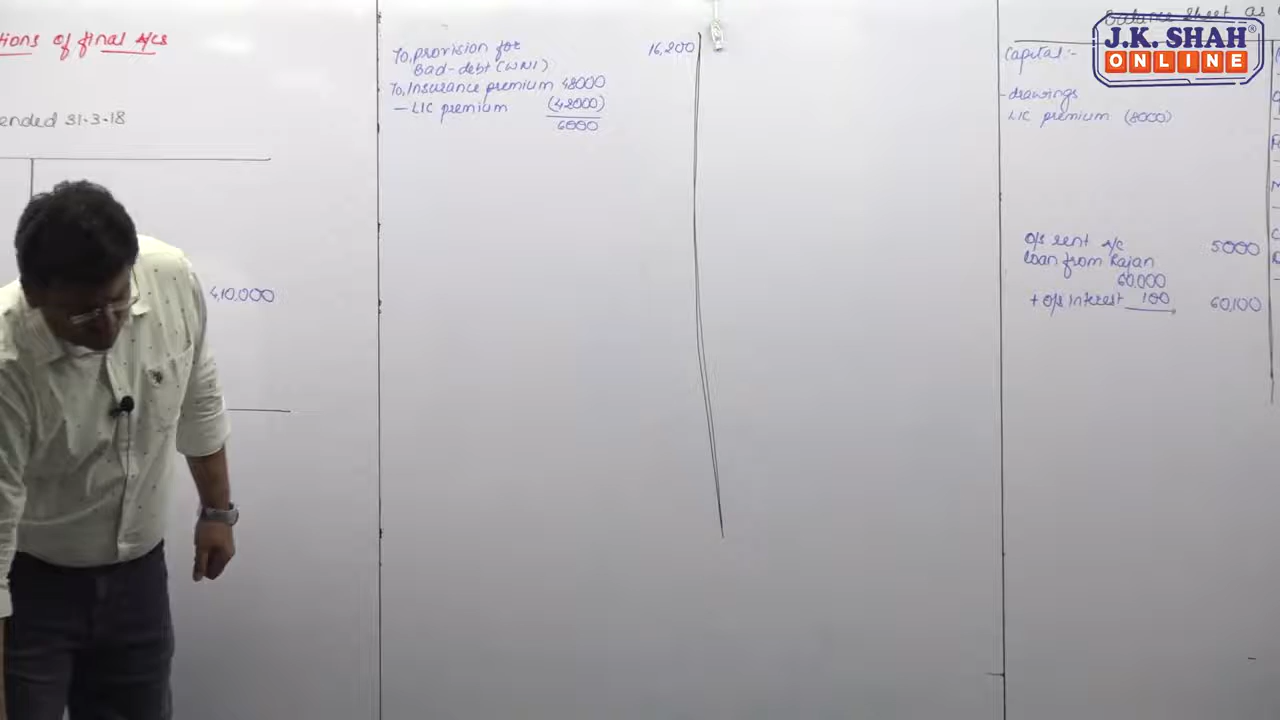 tions of final A/cs
ended 31-3-18
4,10,000
To, provision for 16,200
Bad-debt (WN1)
To, Insurance premium 48000
- LIC premium (42000)
6000
Balance sheet as
Capital:-
- drawings
LIC premium (8000)
o/s rent A/c 5000
loan from Rajan
60,000
+ o/s Interest 100 60,100
J.K. SHAH®
ONLINE